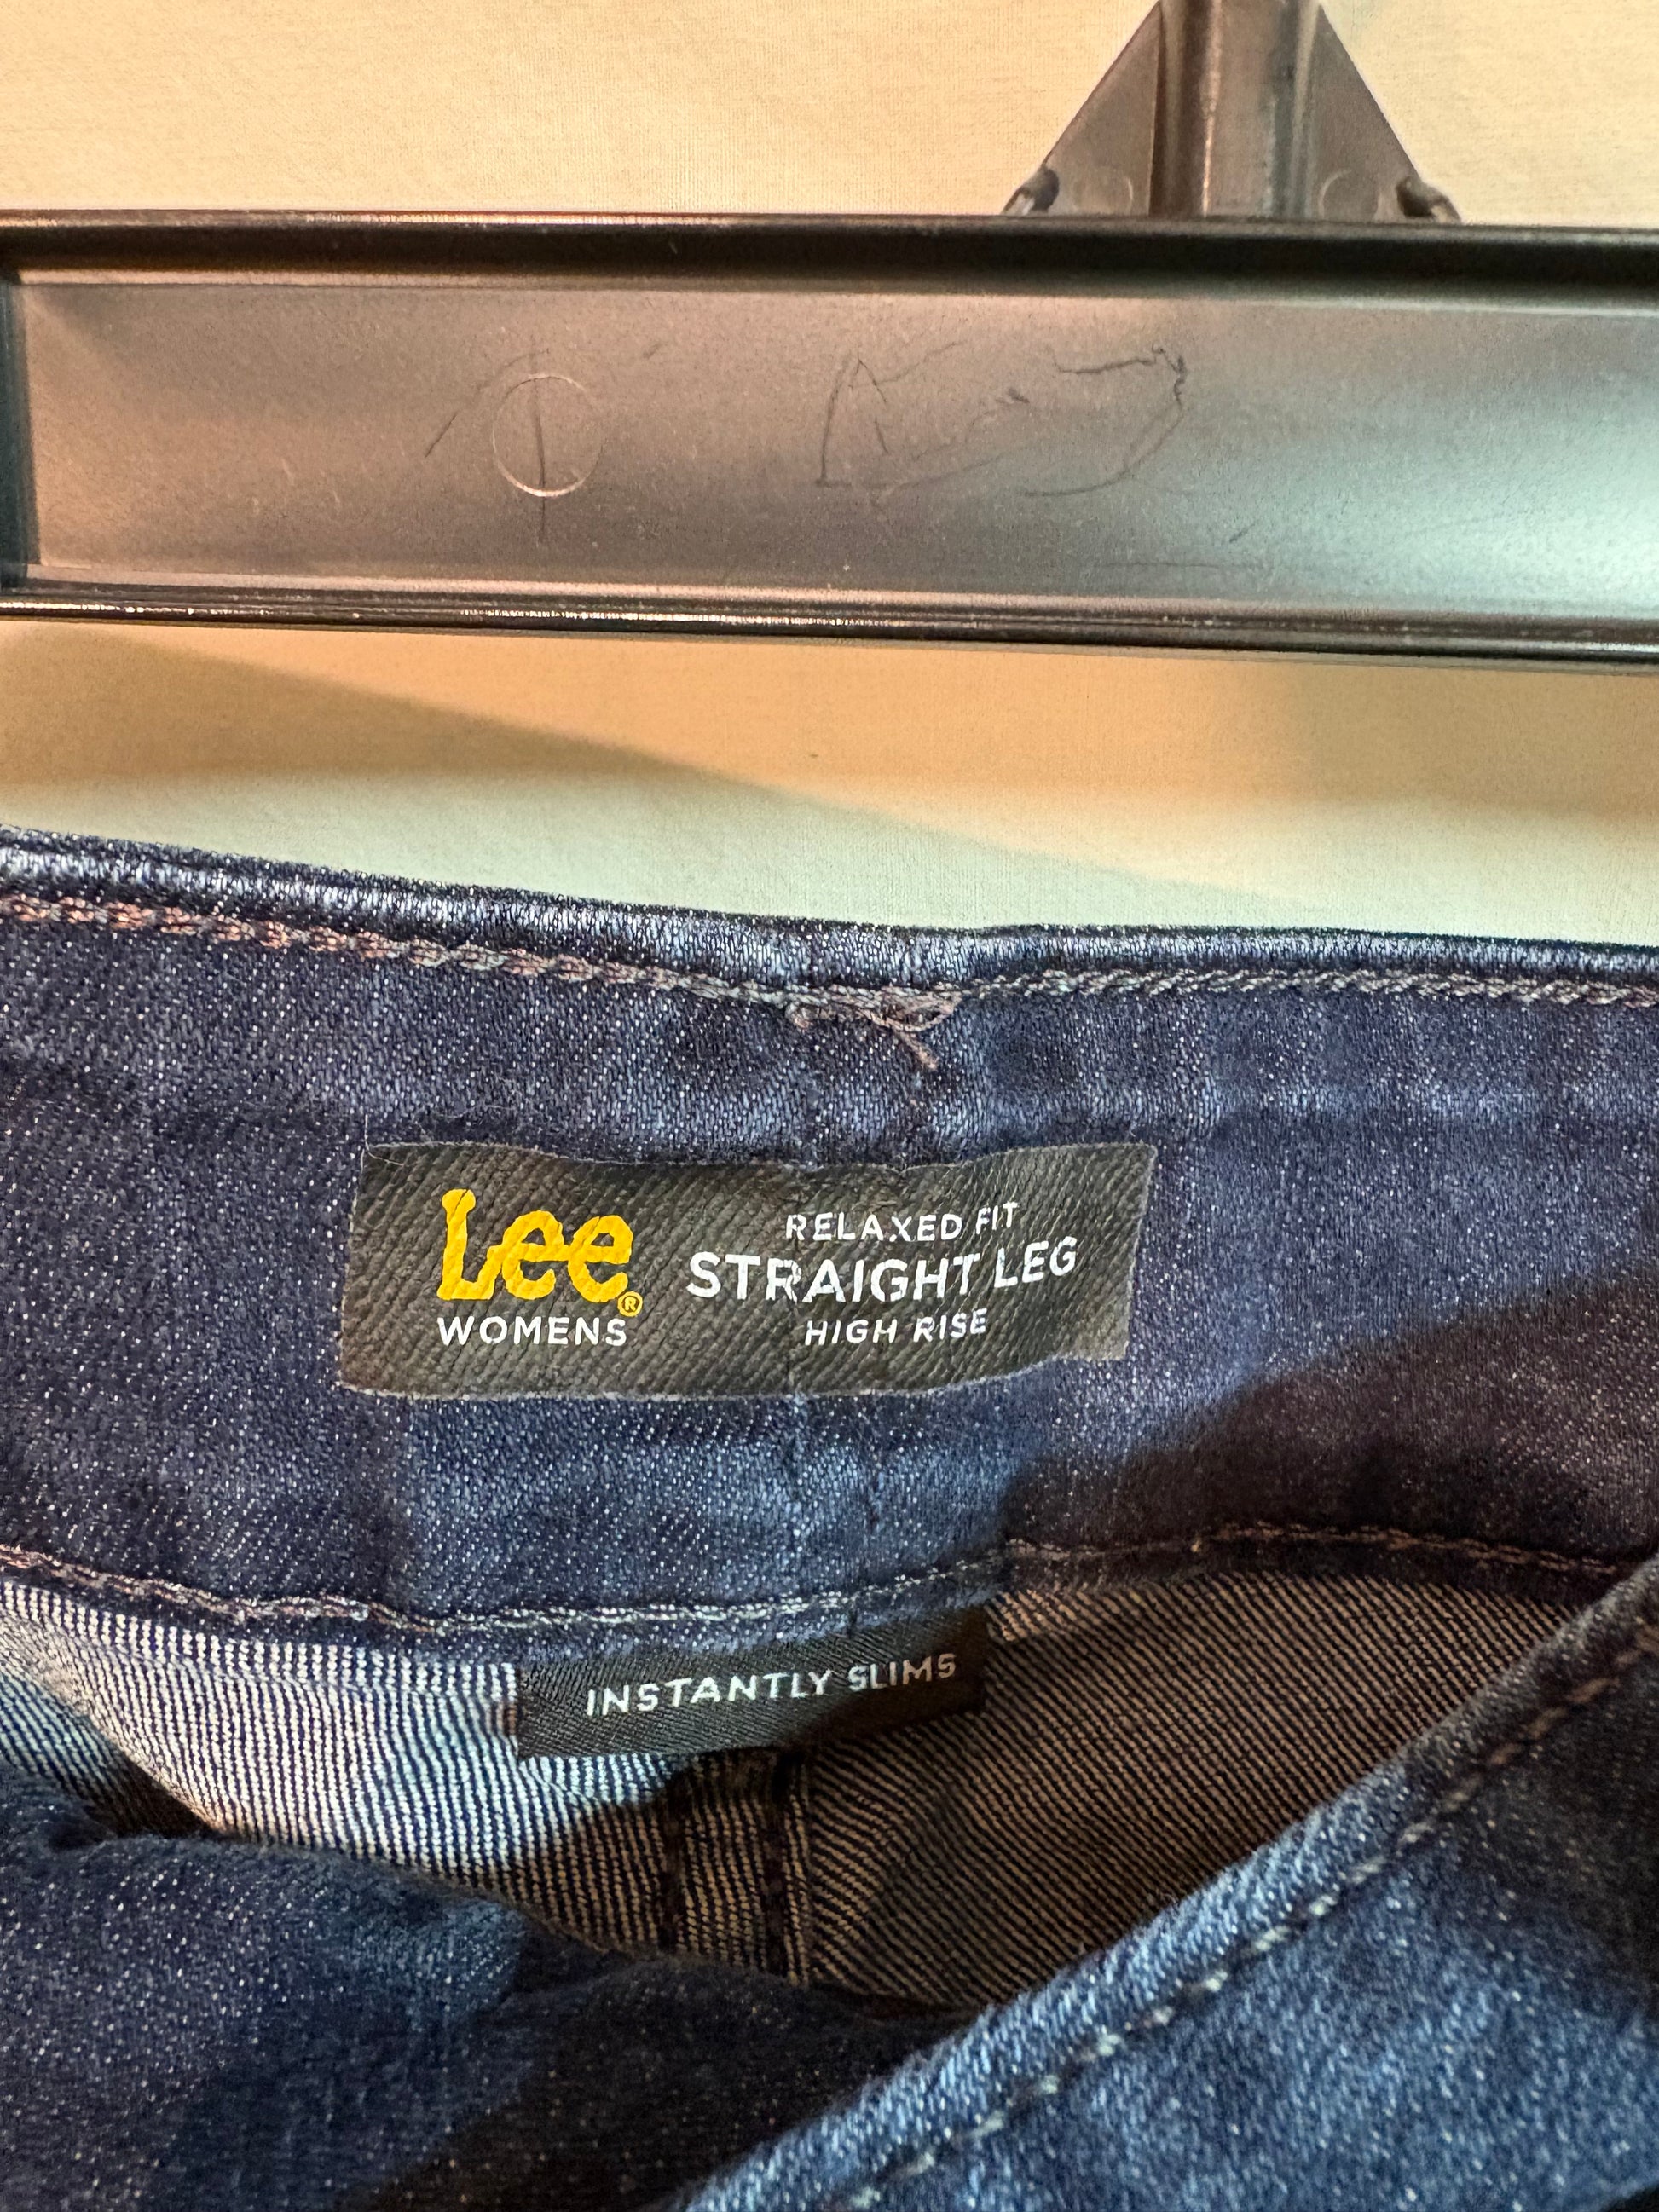 Lee®
WOMENS
RELAXED FIT
STRAIGHT LEG
HIGH RISE
INSTANTLY SLIMS